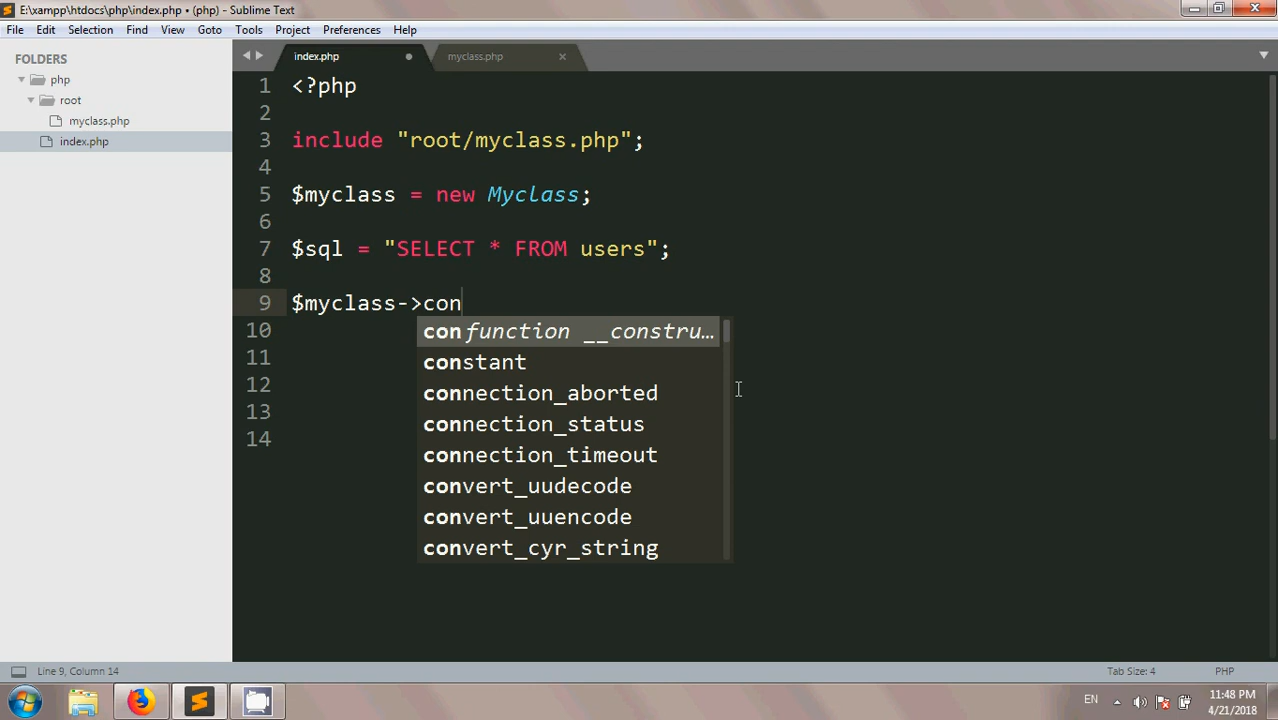 E:\xampp\htdocs\php\index.php • (php) - Sublime Text
File Edit Selection Find View Goto Tools Project Preferences Help
FOLDERS
php
root
myclass.php
index.php
index.php
myclass.php
1 <?php
2
3 include "root/myclass.php";
4
5 $myclass = new Myclass;
6
7 $sql = "SELECT * FROM users";
8
9 $myclass->con
10
11
12
13
14
con function __constru…
constant
connection_aborted
connection_status
connection_timeout
convert_uudecode
convert_uuencode
convert_cyr_string
Line 9, Column 14
Tab Size: 4
PHP
EN
11:48 PM
4/21/2018